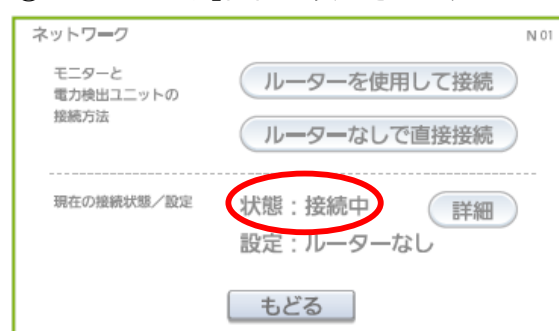 ネットワーク
N 01
モニターと
電力検出ユニットの
接続方法
ルーターを使用して接続
ルーターなしで直接接続
現在の接続状態／設定
状態：接続中
詳細
設定：ルーターなし
もどる